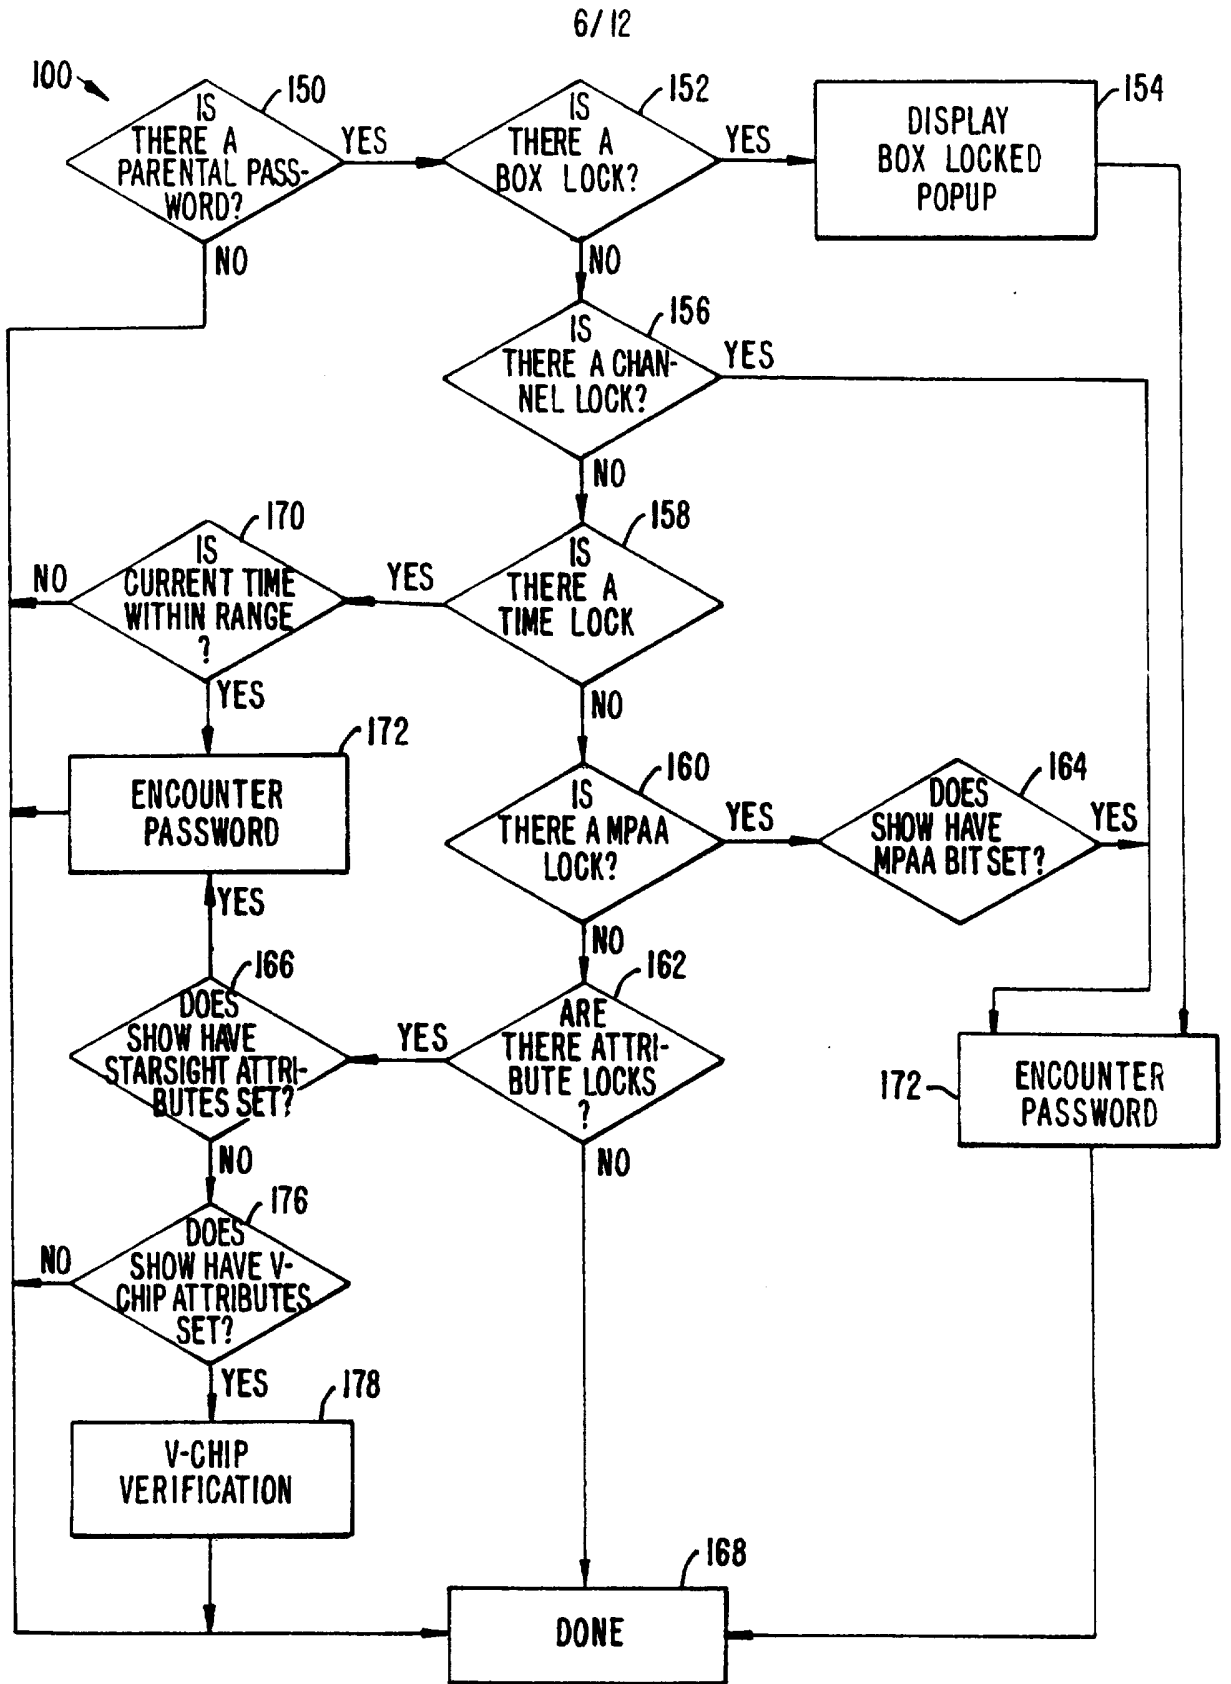 6/12
100
150
IS
THERE A
PARENTAL PASS-
WORD?
YES
NO
152
IS
THERE A
BOX LOCK?
YES
NO
154
DISPLAY
BOX LOCKED
POPUP
156
IS
THERE A CHAN-
NEL LOCK?
YES
NO
158
IS
THERE A
TIME LOCK
YES
NO
170
IS
CURRENT TIME
WITHIN RANGE
?
NO
YES
172
ENCOUNTER
PASSWORD
160
IS
THERE A MPAA
LOCK?
YES
NO
164
DOES
SHOW HAVE
MPAA BIT SET?
YES
YES
166
DOES
SHOW HAVE
STARSIGHT ATTRI-
BUTES SET?
NO
162
ARE
THERE ATTRI-
BUTE LOCKS
?
YES
NO
172
ENCOUNTER
PASSWORD
176
DOES
SHOW HAVE V-
CHIP ATTRIBUTES
SET?
NO
YES
178
V-CHIP
VERIFICATION
168
DONE